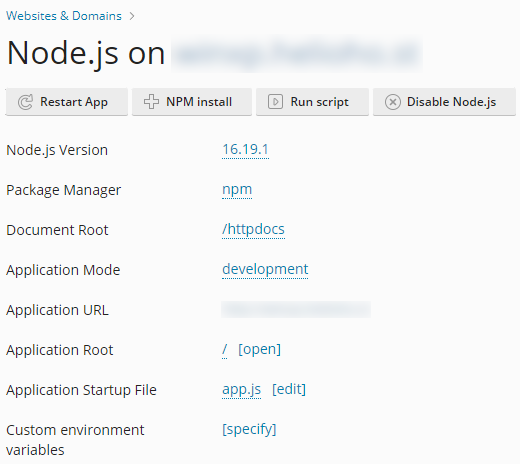 Websites & Domains >
Node.js on
Restart App NPM install Run script Disable Node.js
Node.js Version 16.19.1
Package Manager npm
Document Root /httpdocs
Application Mode development
Application URL
Application Root / [open]
Application Startup File app.js [edit]
Custom environment [specify]
variables